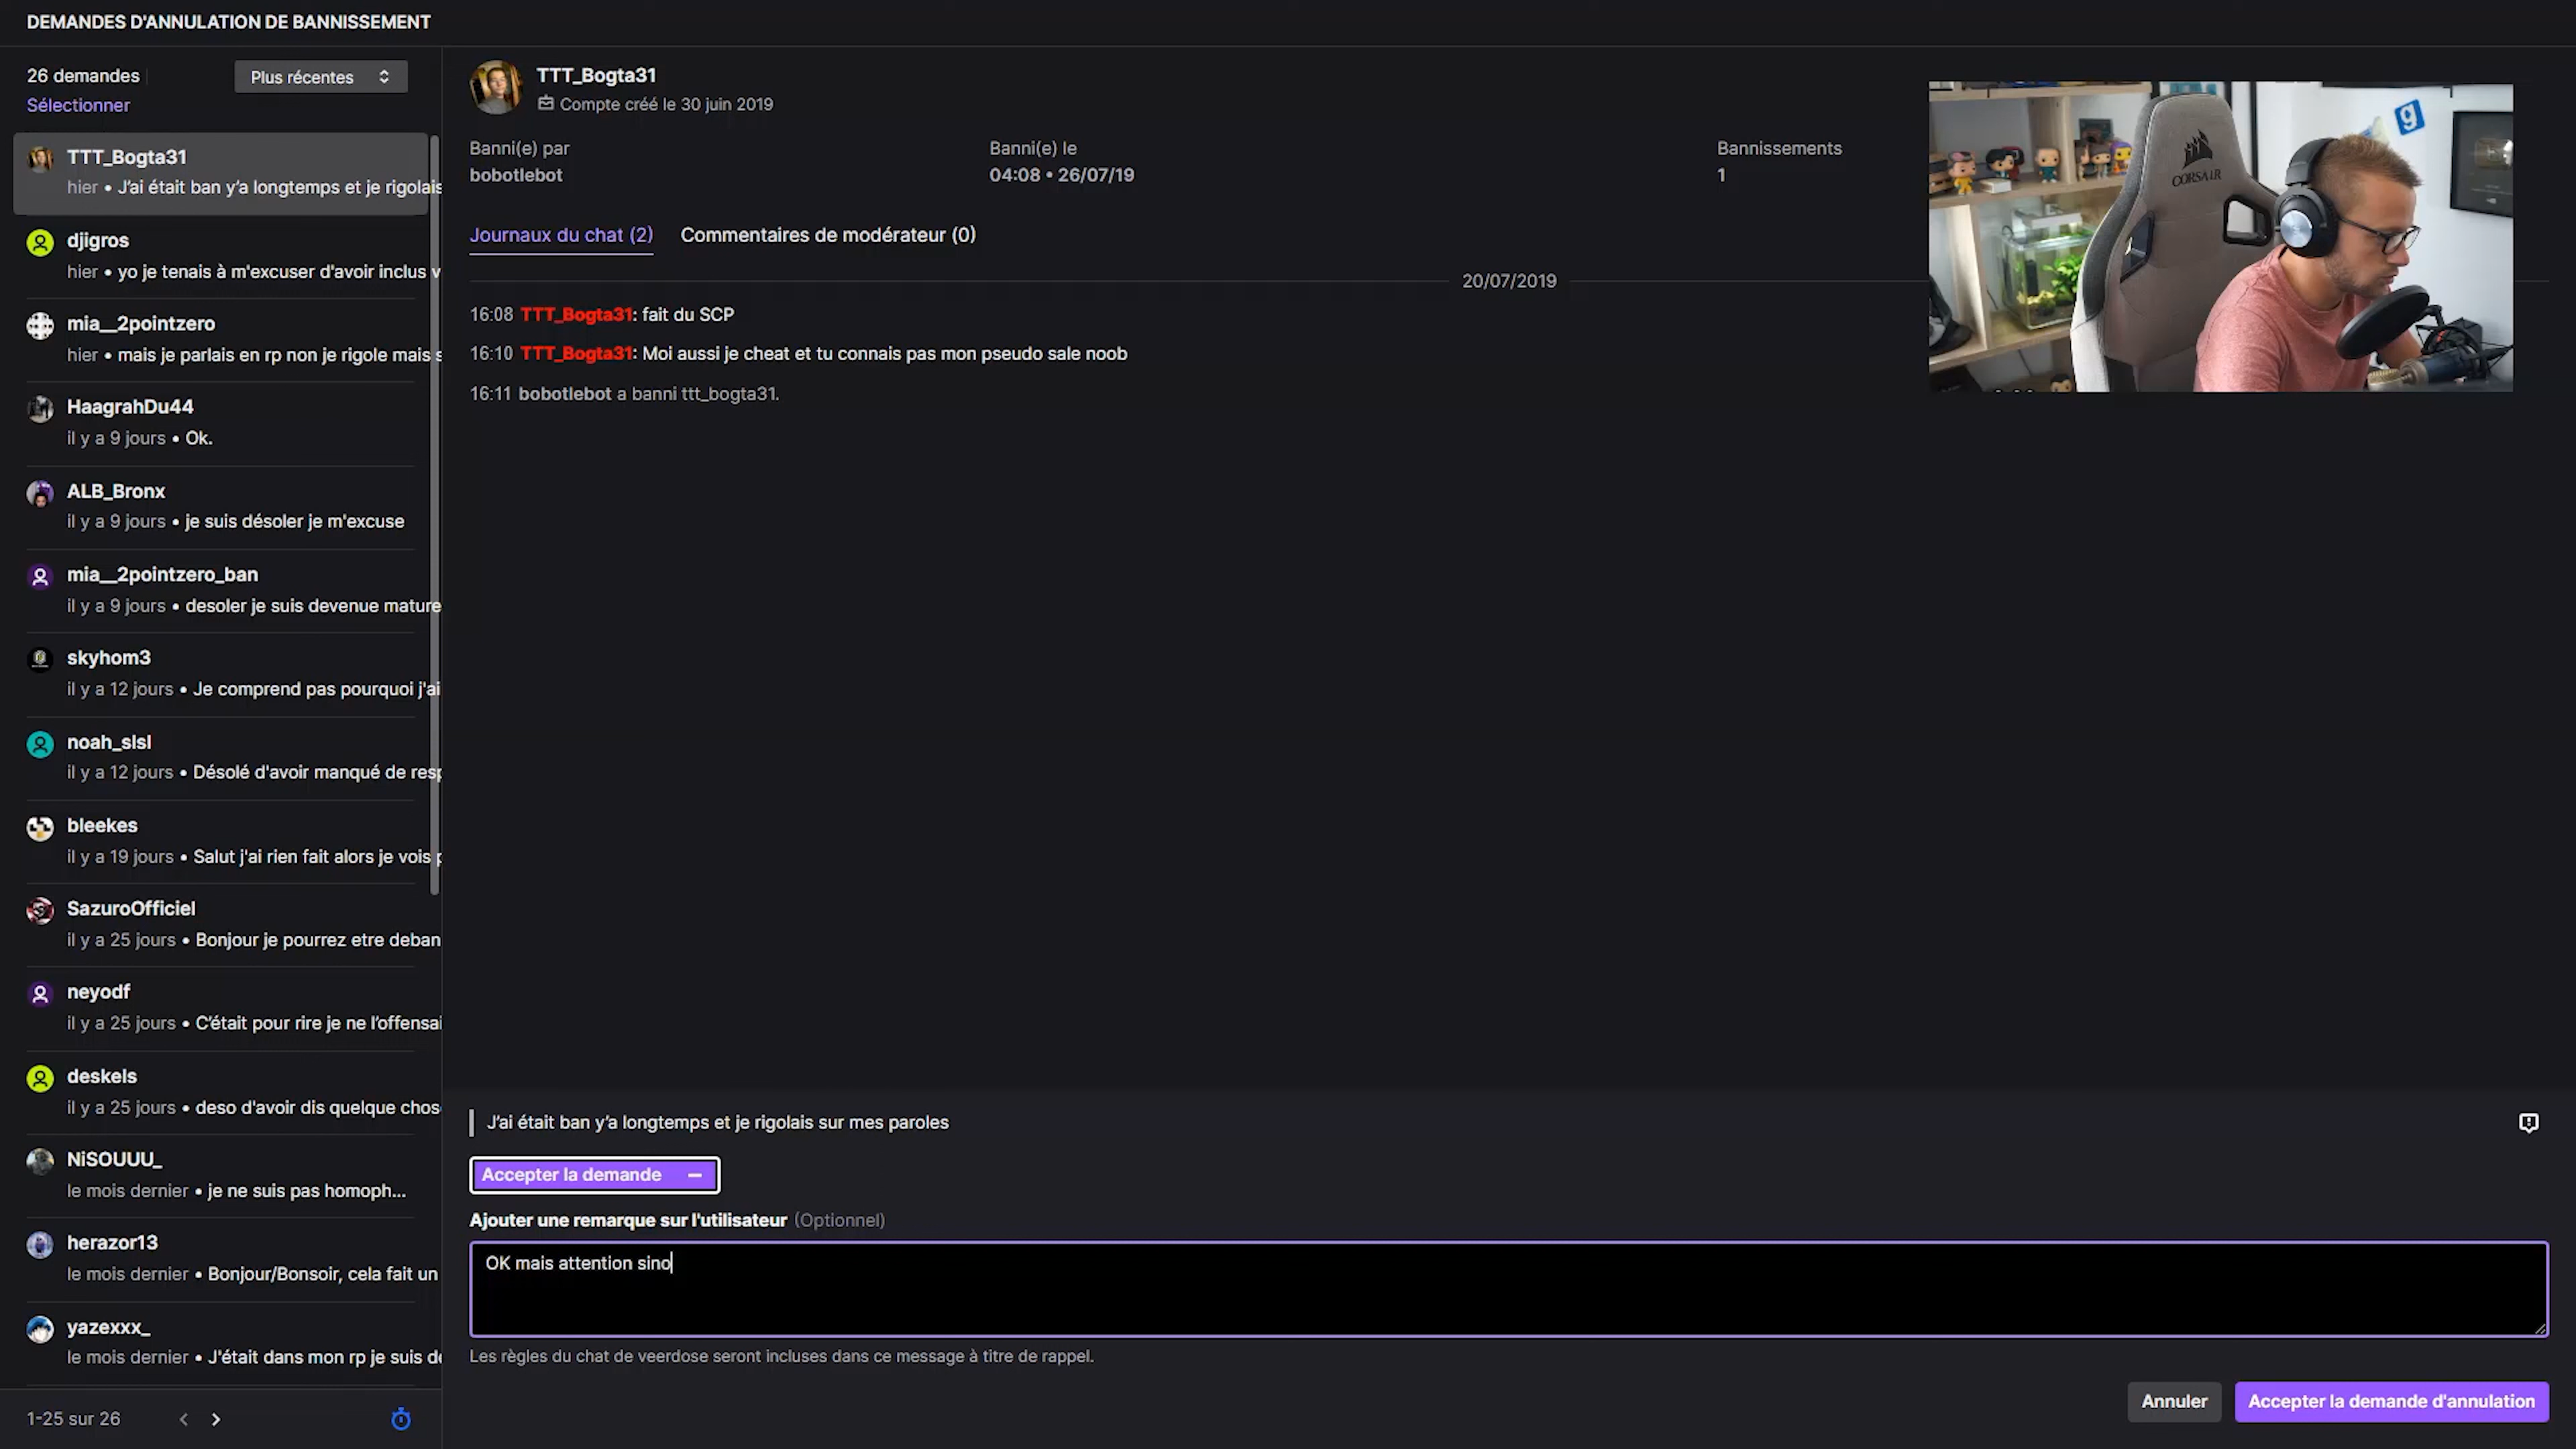 DEMANDES D'ANNULATION DE BANNISSEMENT
26 demandes
Plus récentes
Sélectionner
TTT_Bogta31
hier • J'ai était ban y'a longtemps et je rigolais
djigros
hier • yo je tenais à m'excuser d'avoir inclus v
mia__2pointzero
hier • mais je parlais en rp non je rigole mais s
HaagrahDu44
il y a 9 jours • Ok.
ALB_Bronx
il y a 9 jours • je suis désoler je m'excuse
mia__2pointzero_ban
il y a 9 jours • desoler je suis devenue mature
skyhom3
il y a 12 jours • Je comprend pas pourquoi j'ai
noah_slsl
il y a 12 jours • Désolé d'avoir manqué de resp
bleekes
il y a 19 jours • Salut j'ai rien fait alors je vois p
SazuroOfficiel
il y a 25 jours • Bonjour je pourrez etre deban
neyodf
il y a 25 jours • C'était pour rire je ne l'offensai
deskels
il y a 25 jours • deso d'avoir dis quelque chos
NiSOUUU_
le mois dernier • je ne suis pas homoph...
herazor13
le mois dernier • Bonjour/Bonsoir, cela fait un
yazexxx_
le mois dernier • J'était dans mon rp je suis de
1-25 sur 26
TTT_Bogta31
Compte créé le 30 juin 2019
Banni(e) par
bobotlebot
Banni(e) le
04:08 • 26/07/19
Bannissements
1
CORSAIR
g
Journaux du chat (2)
Commentaires de modérateur (0)
20/07/2019
16:08 TTT_Bogta31: fait du SCP
16:10 TTT_Bogta31: Moi aussi je cheat et tu connais pas mon pseudo sale noob
16:11 bobotlebot a banni ttt_bogta31.
J'ai était ban y'a longtemps et je rigolais sur mes paroles
Accepter la demande
Ajouter une remarque sur l'utilisateur (Optionnel)
OK mais attention sino
Les règles du chat de veerdose seront incluses dans ce message à titre de rappel.
Annuler
Accepter la demande d'annulation